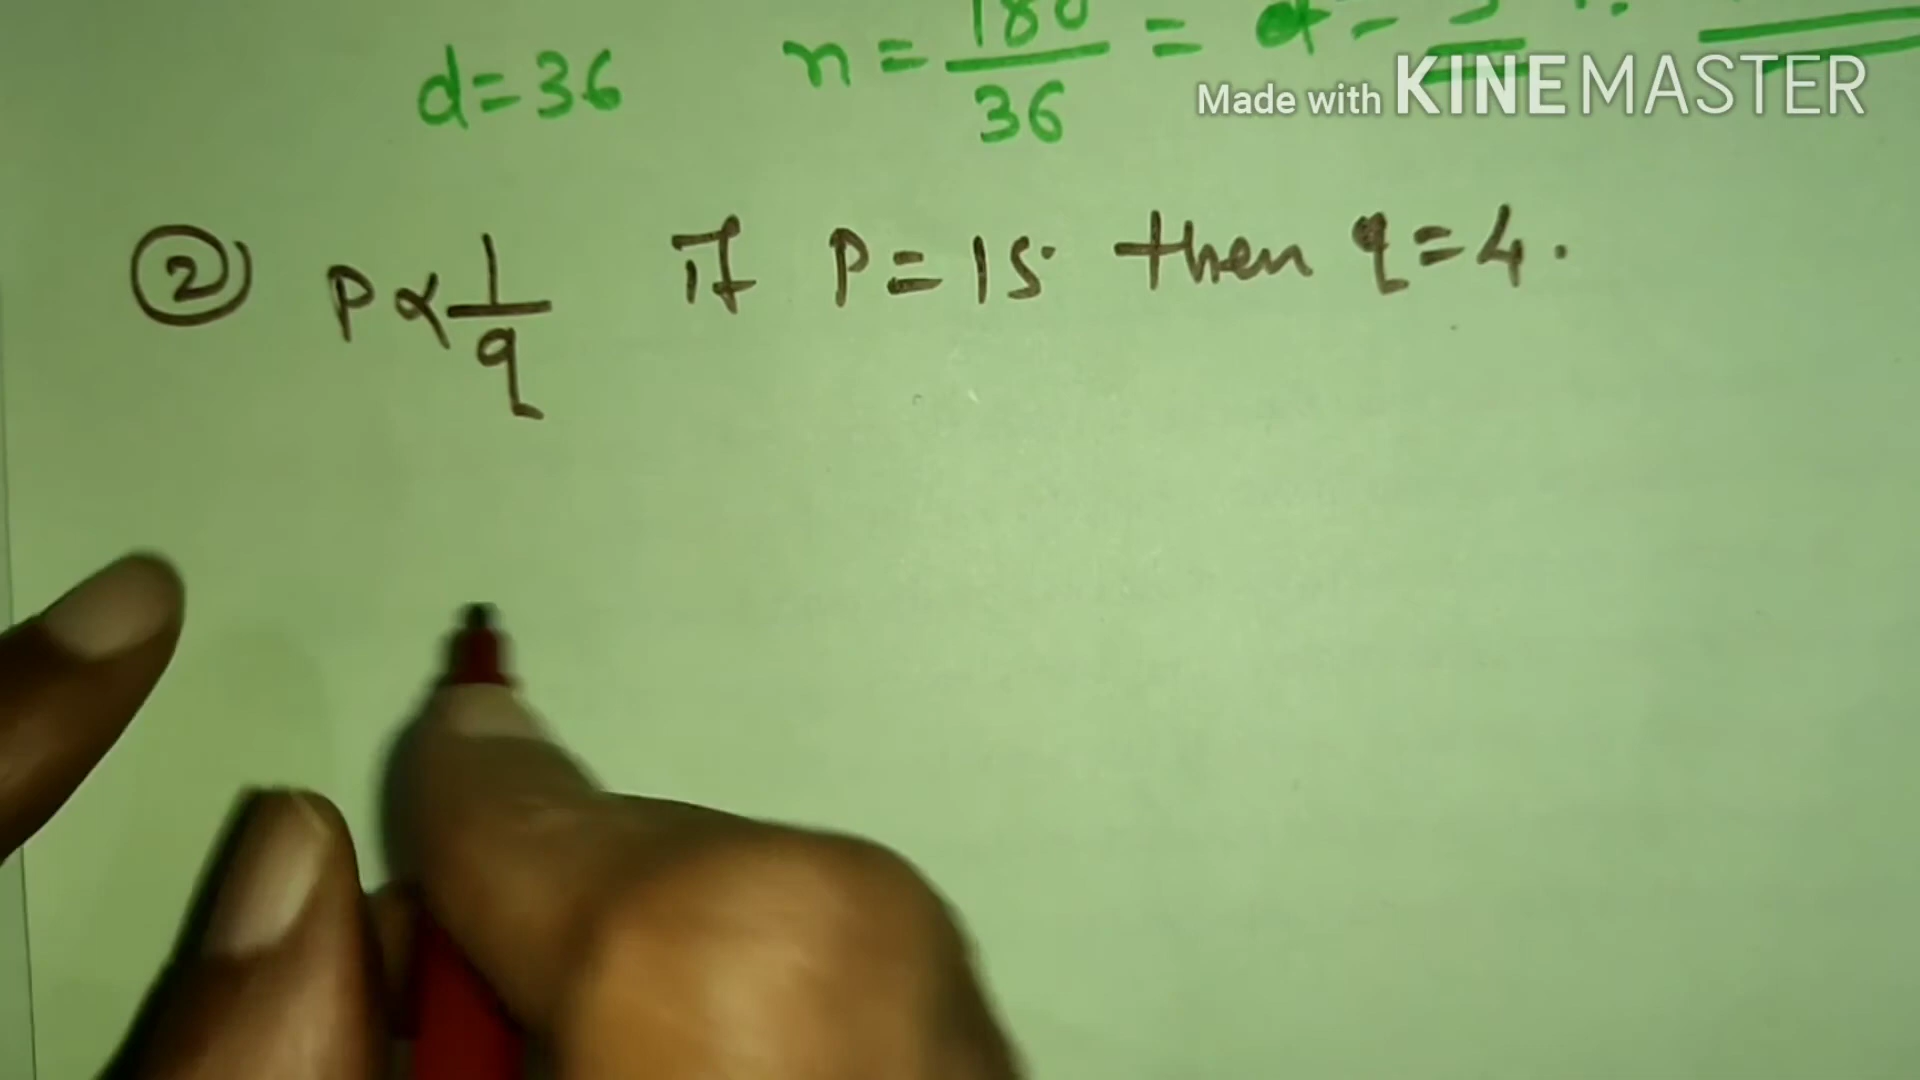 d=36 n=180/36 =
Made with KINEMASTER
② P∝1/q If P=15 then q=4.